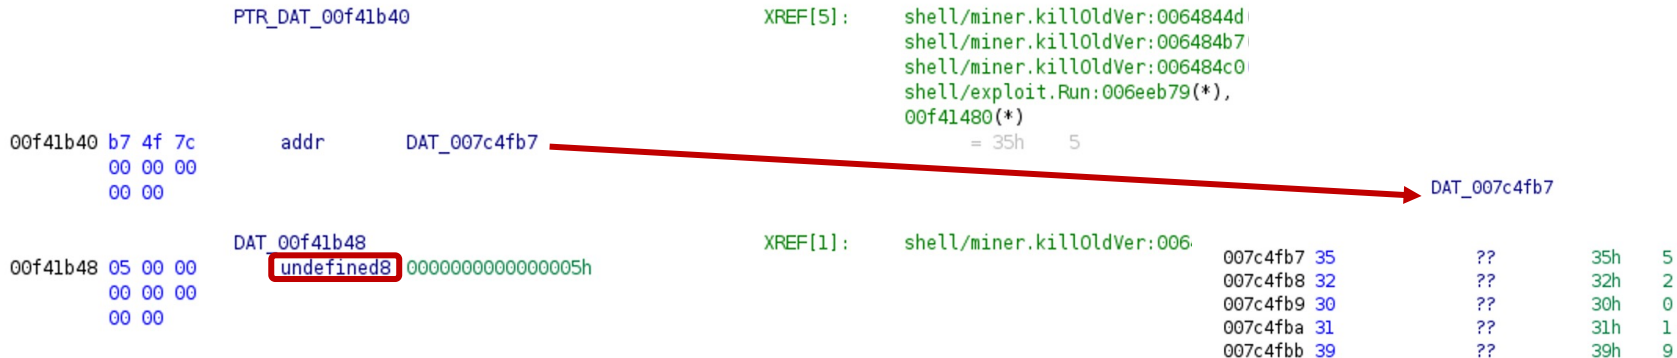 PTR_DAT_00f41b40 XREF[5]: shell/miner.killOldVer:0064844d
shell/miner.killOldVer:006484b7
shell/miner.killOldVer:006484c0
shell/exploit.Run:006eeb79(*),
00f41480(*)
00f41b40 b7 4f 7c addr DAT_007c4fb7 = 35h 5
00 00 00
00 00
DAT_007c4fb7
DAT_00f41b48 XREF[1]: shell/miner.killOldVer:006
00f41b48 05 00 00 undefined8 0000000000000005h
00 00 00
00 00
007c4fb7 35 ?? 35h 5
007c4fb8 32 ?? 32h 2
007c4fb9 30 ?? 30h 0
007c4fba 31 ?? 31h 1
007c4fbb 39 ?? 39h 9